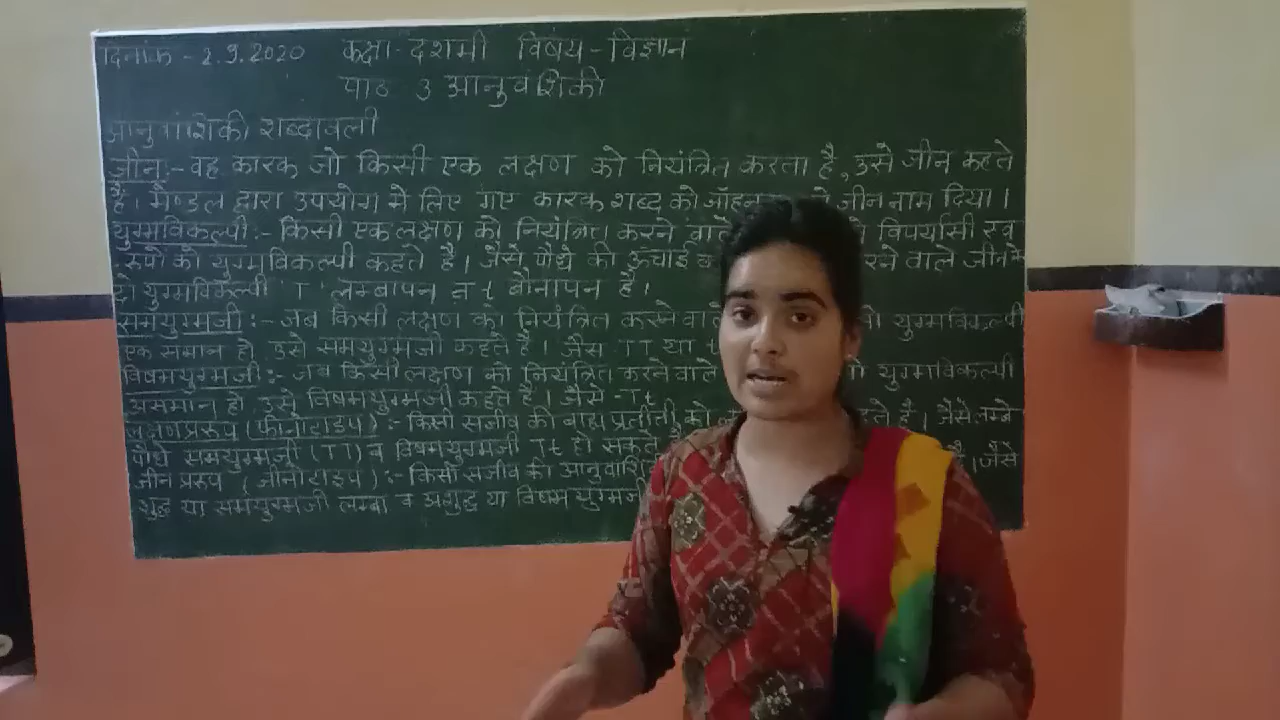 दिनांक - 2.9.2020 कक्षा - दशमी विषय - विज्ञान
पाठ 3 आनुवंशिकी
आनुवांशिकी शब्दावली
जीन :- वह कारक जो किसी एक लक्षण को नियंत्रित करता है, उसे जीन कहते
है। मैण्डल द्वारा उपयोग मे लिए गए कारक शब्द को ने जीन नाम दिया।
युग्मविकल्पी :- किसी एक लक्षण को नियंत्रित करने वाले विपर्यासी स्व
रूपो को युग्मविकल्पी कहते है। जैसे पौधे की ऊंचाई वाले जीन के
दो युग्मविकल्पी T लम्बापन व t बौनापन है।
समयुग्मजी :- जब किसी लक्षण को नियंत्रित करने वाले युग्मविकल्पी
एक समान हो उसे समयुग्मजी कहते है। जैसे TT या
विषमयुग्मजी :- जब किसी लक्षण को नियंत्रित करने वाले युग्मविकल्पी
असमान हो उसे विषमयुग्मजी कहते है। जैसे - Tt
लक्षणप्ररूप (फीनोटाइप) :- किसी सजीव की बाह्य प्रतीती को है। जैसे लम्बे
पौधे समयुग्मजी (TT) व विषमयुग्मजी Tt हो सकते
जीन प्ररूप (जीनोटाइप) :- किसी सजीव की है। जैसे
शुद्ध या समयुग्मजी लम्बा व अशुद्ध या विषमयुग्मजी